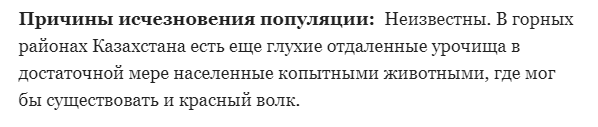 Причины исчезновения популяции: Неизвестны. В горных
районах Казахстана есть еще глухие отдаленные урочища в
достаточной мере населенные копытными животными, где мог
бы существовать и красный волк.